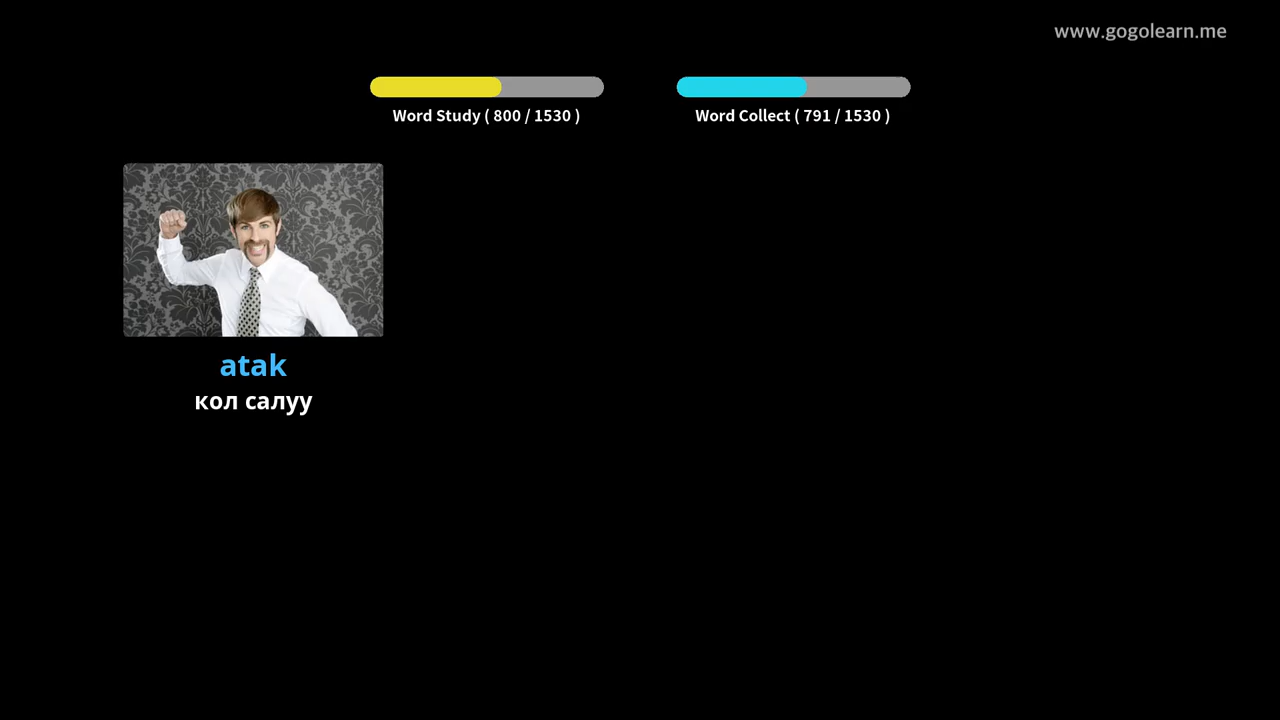 www.gogolearn.me
Word Study ( 800 / 1530 )
Word Collect ( 791 / 1530 )
atak
кол салуу